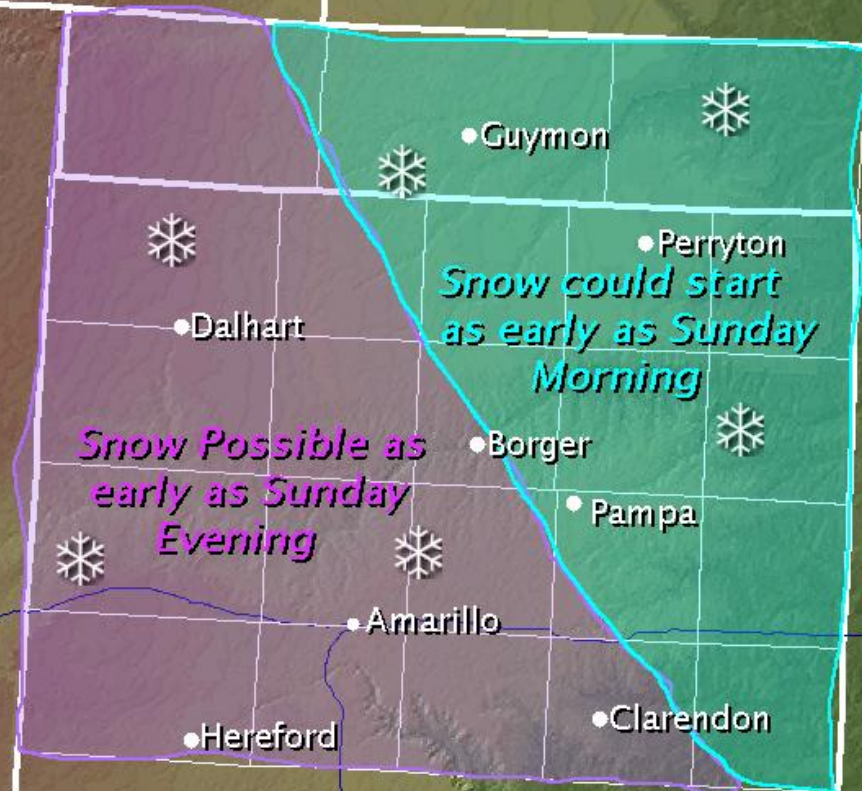 Guymon
Perryton
Snow could start
as early as Sunday
Morning
Dalhart
Snow Possible as
early as Sunday
Evening
Borger
Pampa
Amarillo
Clarendon
Hereford